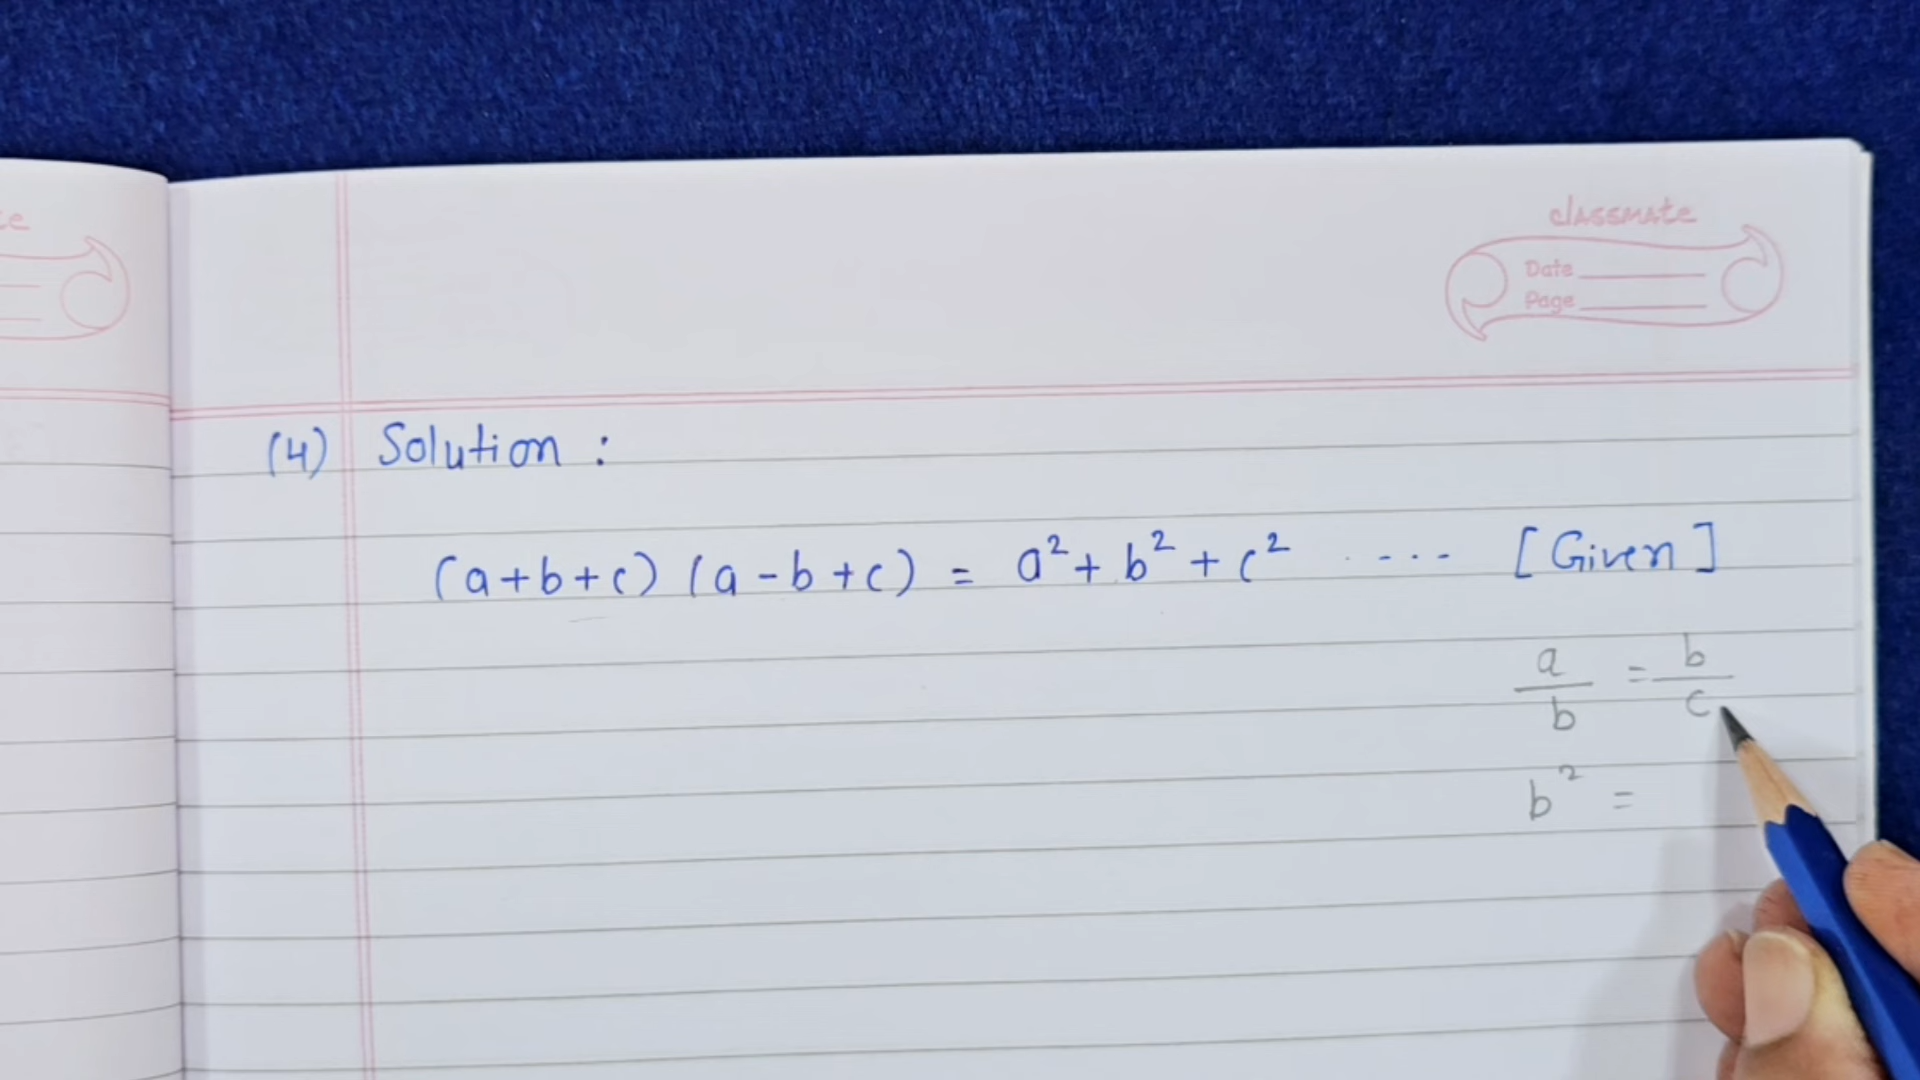 classmate
Date
Page
(4) Solution :
(a+b+c) (a-b+c) = a² + b² + c² .... [Given]
a/b = b/c
b² =